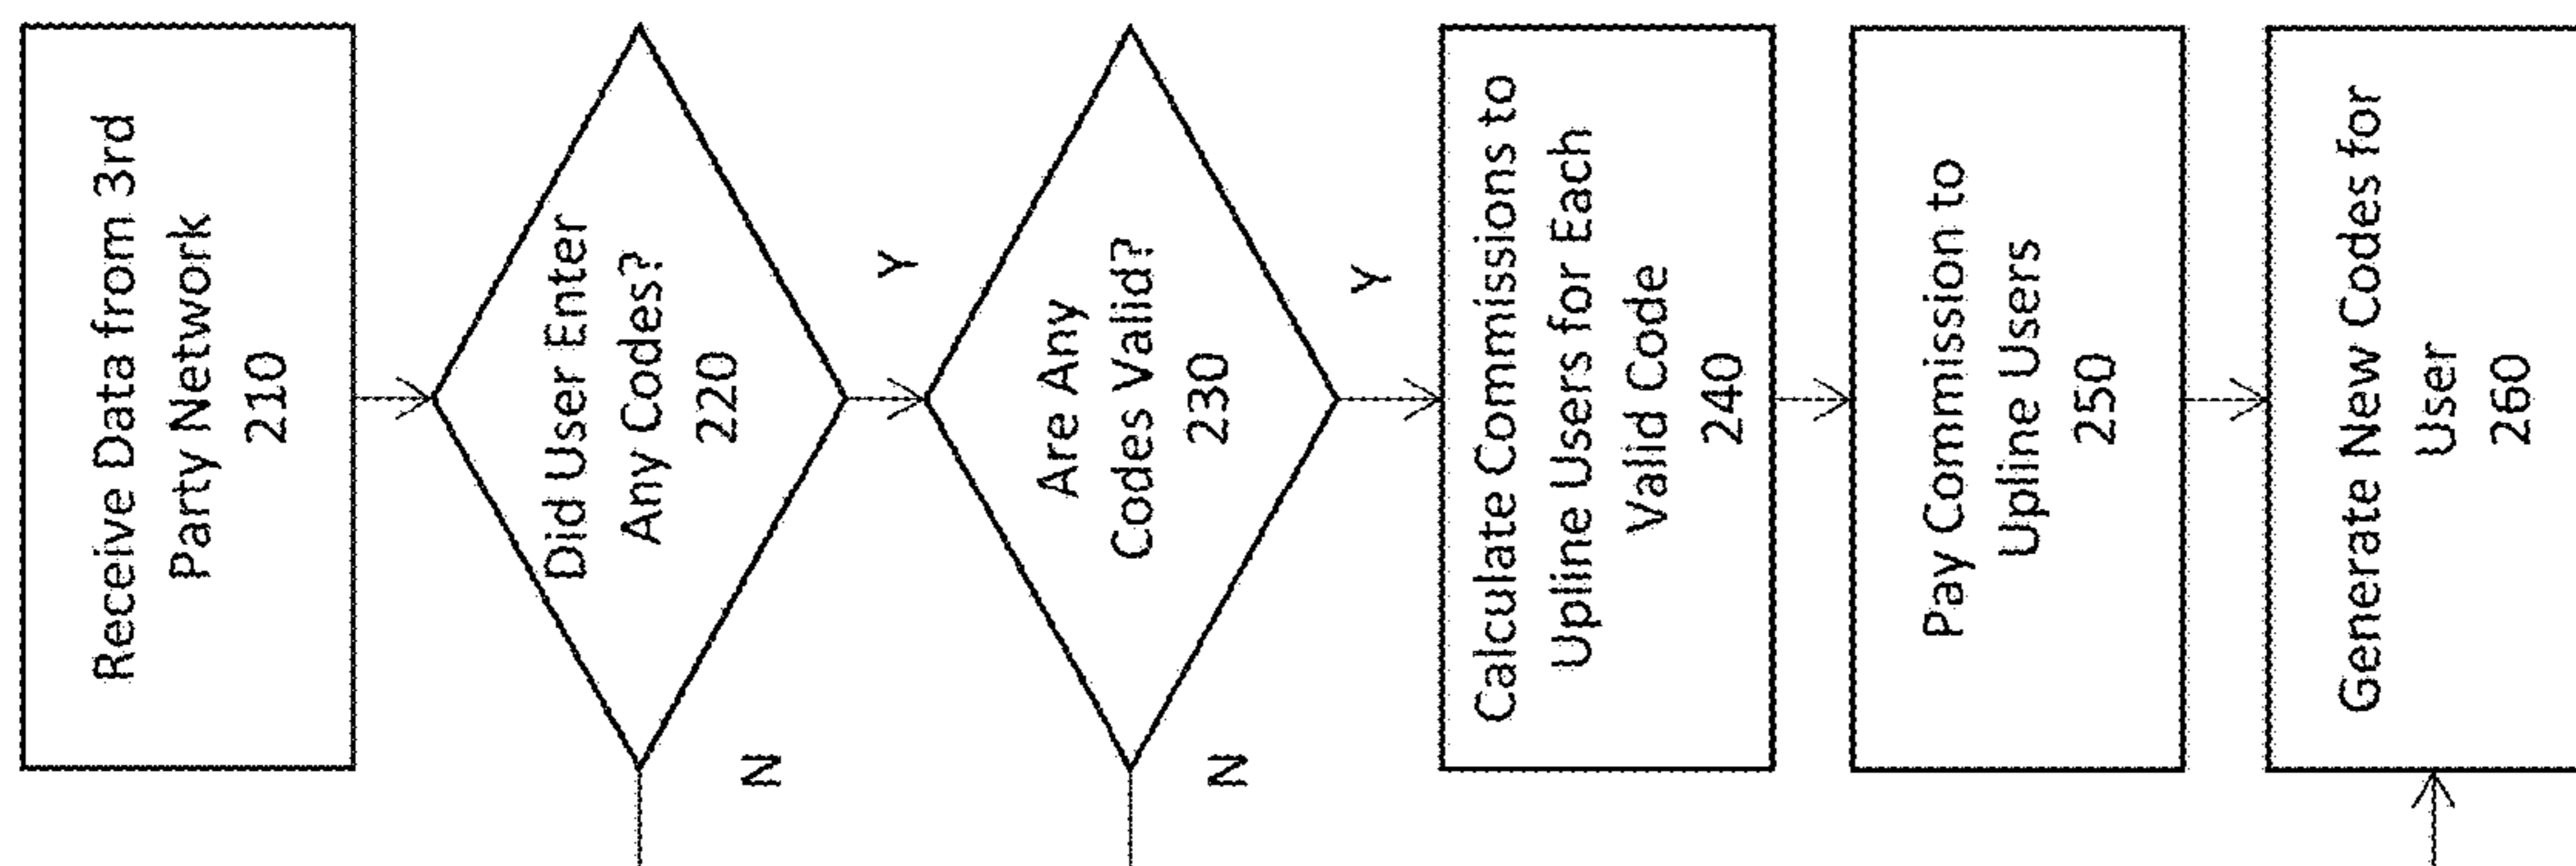 Receive Data from 3rd
Party Network
210
Did User Enter
Any Codes?
220
N
Y
Are Any
Codes Valid?
230
N
Y
Calculate Commissions to
Upline Users for Each
Valid Code
240
Pay Commission to
Upline Users
250
Generate New Codes for
User
260